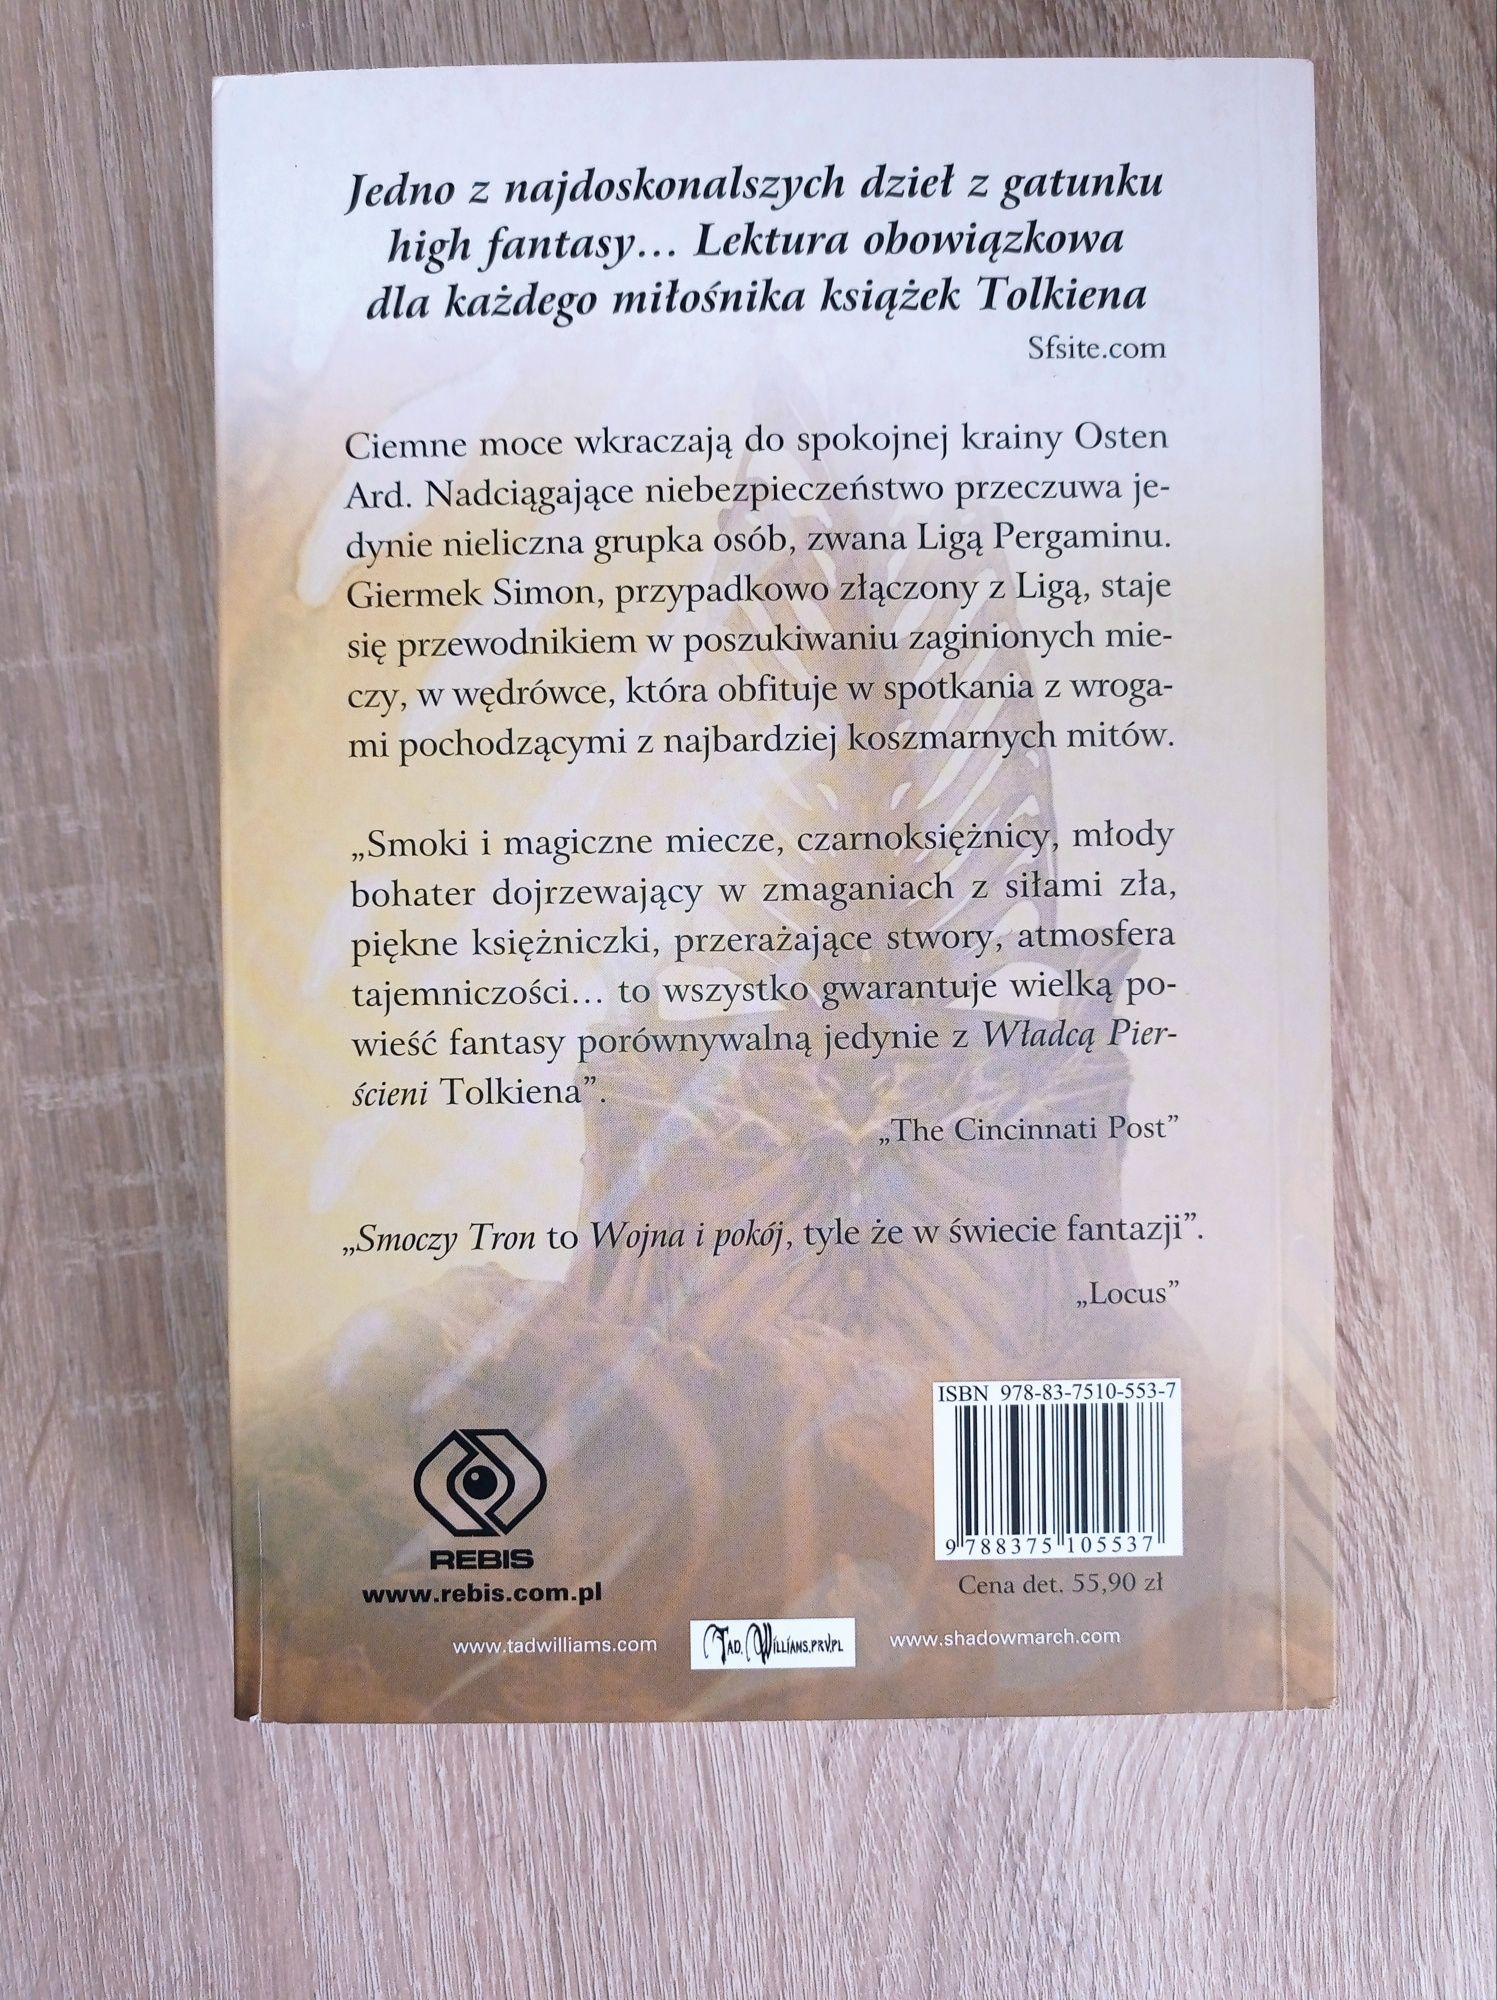 Jedno z najdoskonalszych dzieł z gatunku
high fantasy... Lektura obowiązkowa
dla każdego miłośnika książek Tolkiena
Sfsite.com
Ciemne moce wkraczają do spokojnej krainy Osten
Ard. Nadciągające niebezpieczeństwo przeczuwa je-
dynie nieliczna grupka osób, zwana Ligą Pergaminu.
Giermek Simon, przypadkowo złączony z Ligą, staje
się przewodnikiem w poszukiwaniu zaginionych mie-
czy, w wędrówce, która obfituje w spotkania z wroga-
mi pochodzącymi z najbardziej koszmarnych mitów.
„Smoki i magiczne miecze, czarnoksiężnicy, młody
bohater dojrzewający w zmaganiach z siłami zła,
piękne księżniczki, przerażające stwory, atmosfera
tajemniczości... to wszystko gwarantuje wielką po-
wieść fantasy porównywalną jedynie z Władcą Pier-
ścieni Tolkiena”.
„The Cincinnati Post”
„Smoczy Tron to Wojna i pokój, tyle że w świecie fantazji”.
„Locus”
ISBN 978-83-7510-553-7
9 788375 105537
Cena det. 55,90 zł
REBIS
www.rebis.com.pl
www.tadwilliams.com
TAD.WILLIAMS.PRV.PL
www.shadowmarch.com